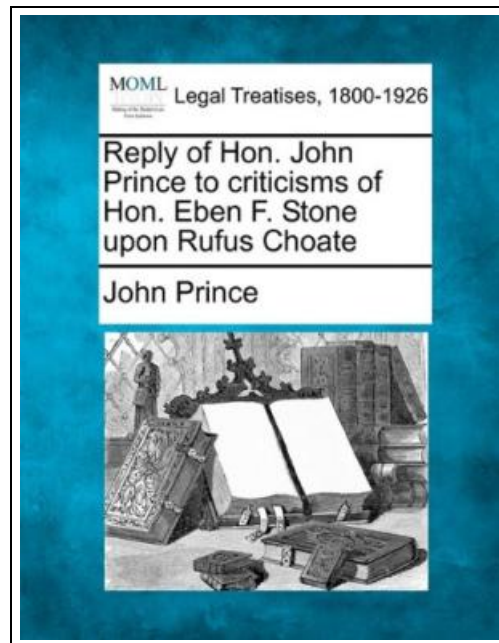 MOML
Legal Treatises, 1800-1926
Reply of Hon. John
Prince to criticisms of
Hon. Eben F. Stone
upon Rufus Choate
John Prince